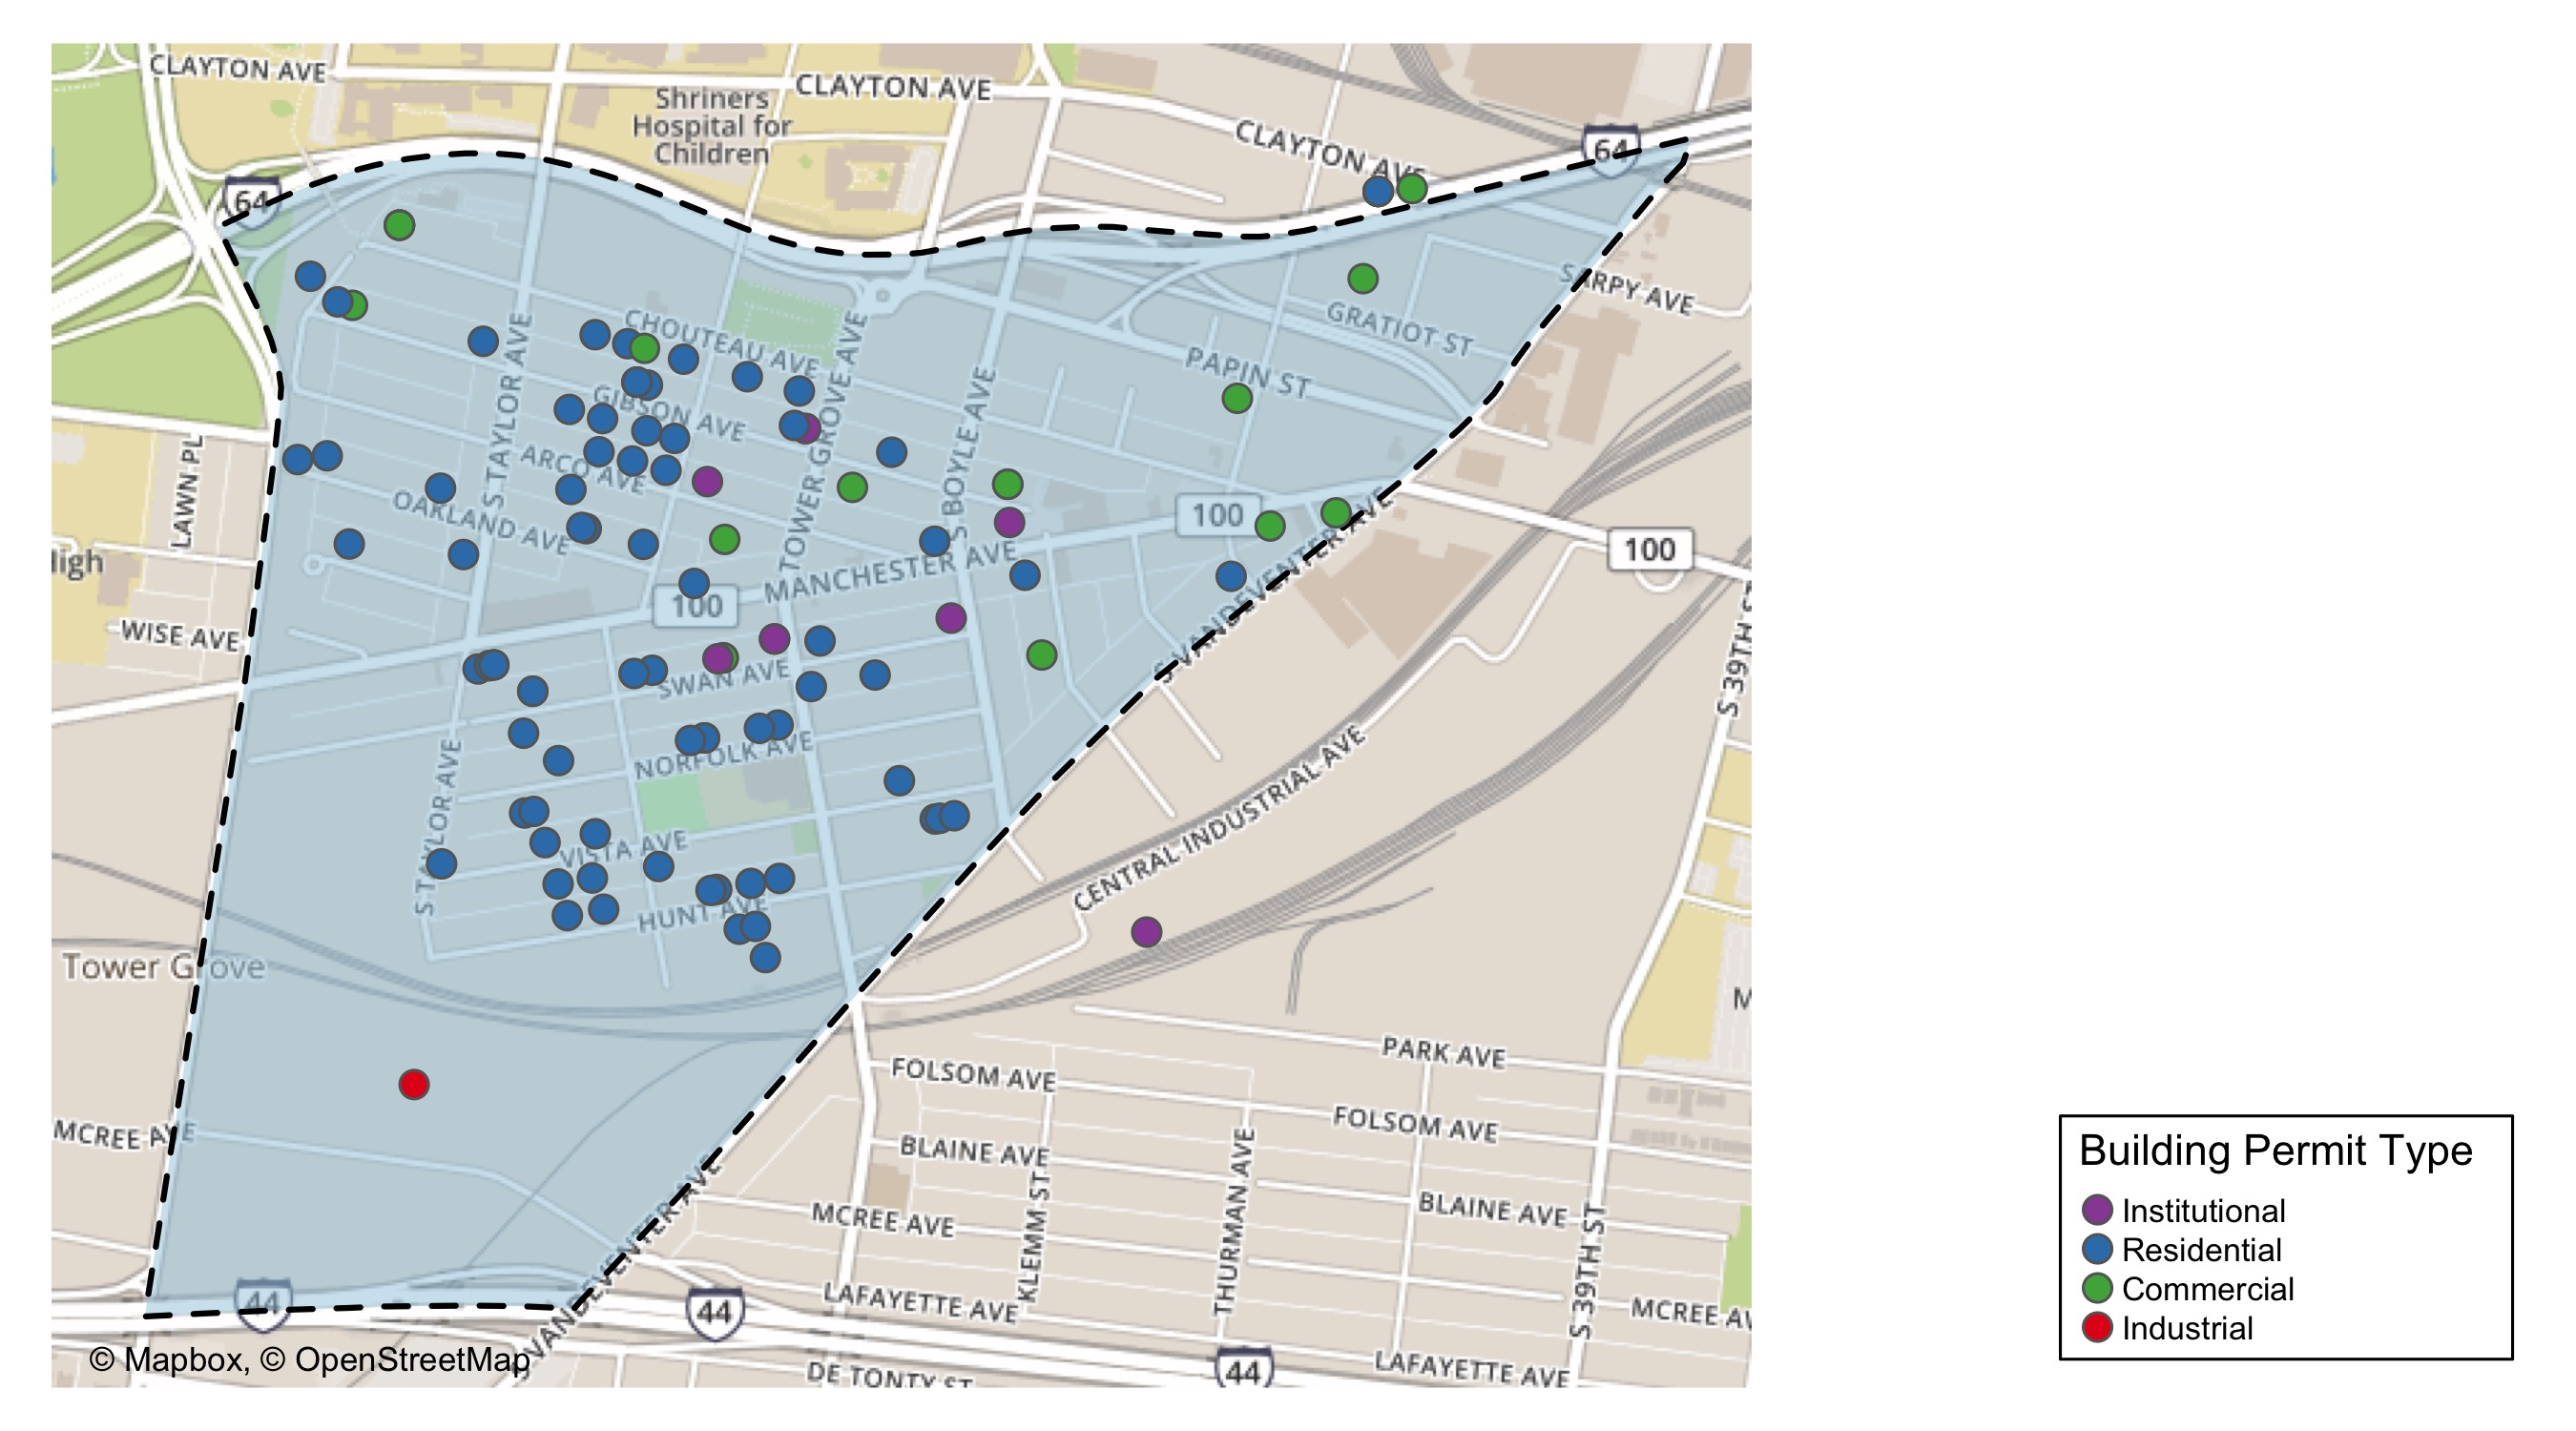 CLAYTON AVE
CLAYTON AVE
Shriners
Hospital for
Children
CLAYTON AVE
64
64
SARPY AVE
GRATIOT ST
CHOUTEAU AVE
PAPIN ST
S TAYLOR AVE
GIBSON AVE
TOWER GROVE AVE
S BOYLE AVE
LAWN PL
ARCO AVE
OAKLAND AVE
100
100
High
MANCHESTER AVE
100
S VANDEVENTER AVE
WISE AVE
SWAN AVE
S 39TH ST
NORFOLK AVE
S TAYLOR AVE
CENTRAL INDUSTRIAL AVE
VISTA AVE
HUNT AVE
Tower Grove
M
PARK AVE
FOLSOM AVE
FOLSOM AVE
MCREE AVE
BLAINE AVE
KLEMM ST
THURMAN AVE
BLAINE AVE
S 39TH ST
MCREE AVE
S VANDEVENTER AVE
44
44
LAFAYETTE AVE
MCREE AV
44
LAFAYETTE AVE
DE TONTY ST
© Mapbox, © OpenStreetMap
Building Permit Type
Institutional
Residential
Commercial
Industrial